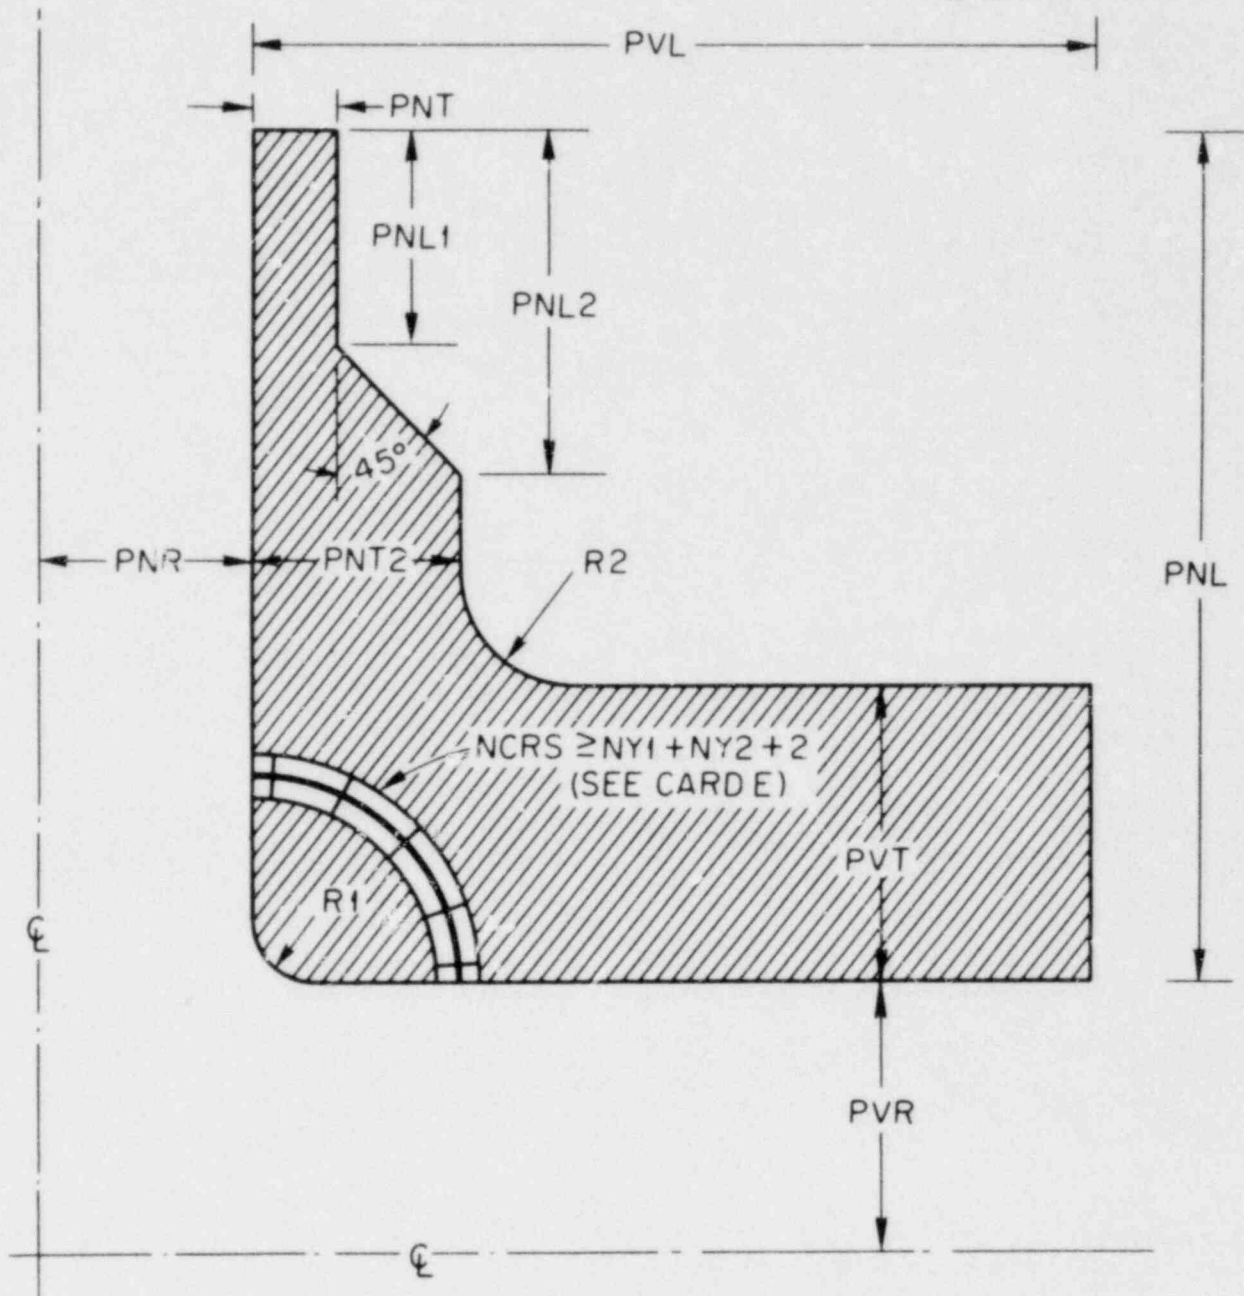 PVL
PNT
PNL1
PNL2
45°
PNR
PNT2
R2
PNL
NCRS ≥NY1+NY2+2
(SEE CARD E)
PVT
R1
℄
PVR
℄